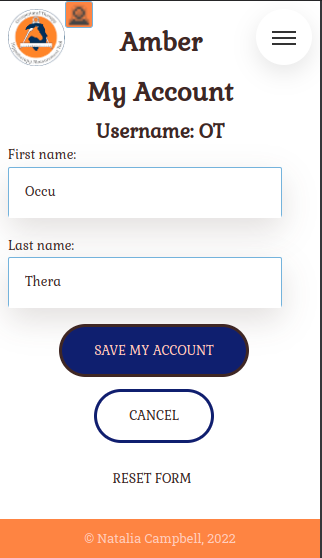 Amber
My Account
Username: OT
First name:
Occu
Last name:
Thera
SAVE MY ACCOUNT
CANCEL
RESET FORM
© Natalia Campbell, 2022